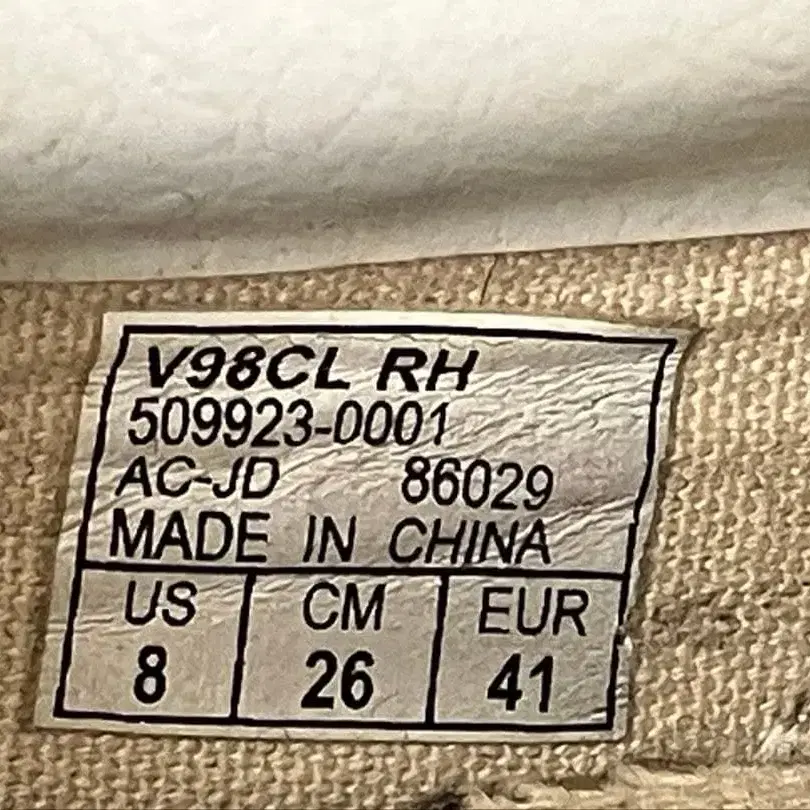 V98CL RH
509923-0001
AC-JD 86029
MADE IN CHINA
US CM EUR
8 26 41